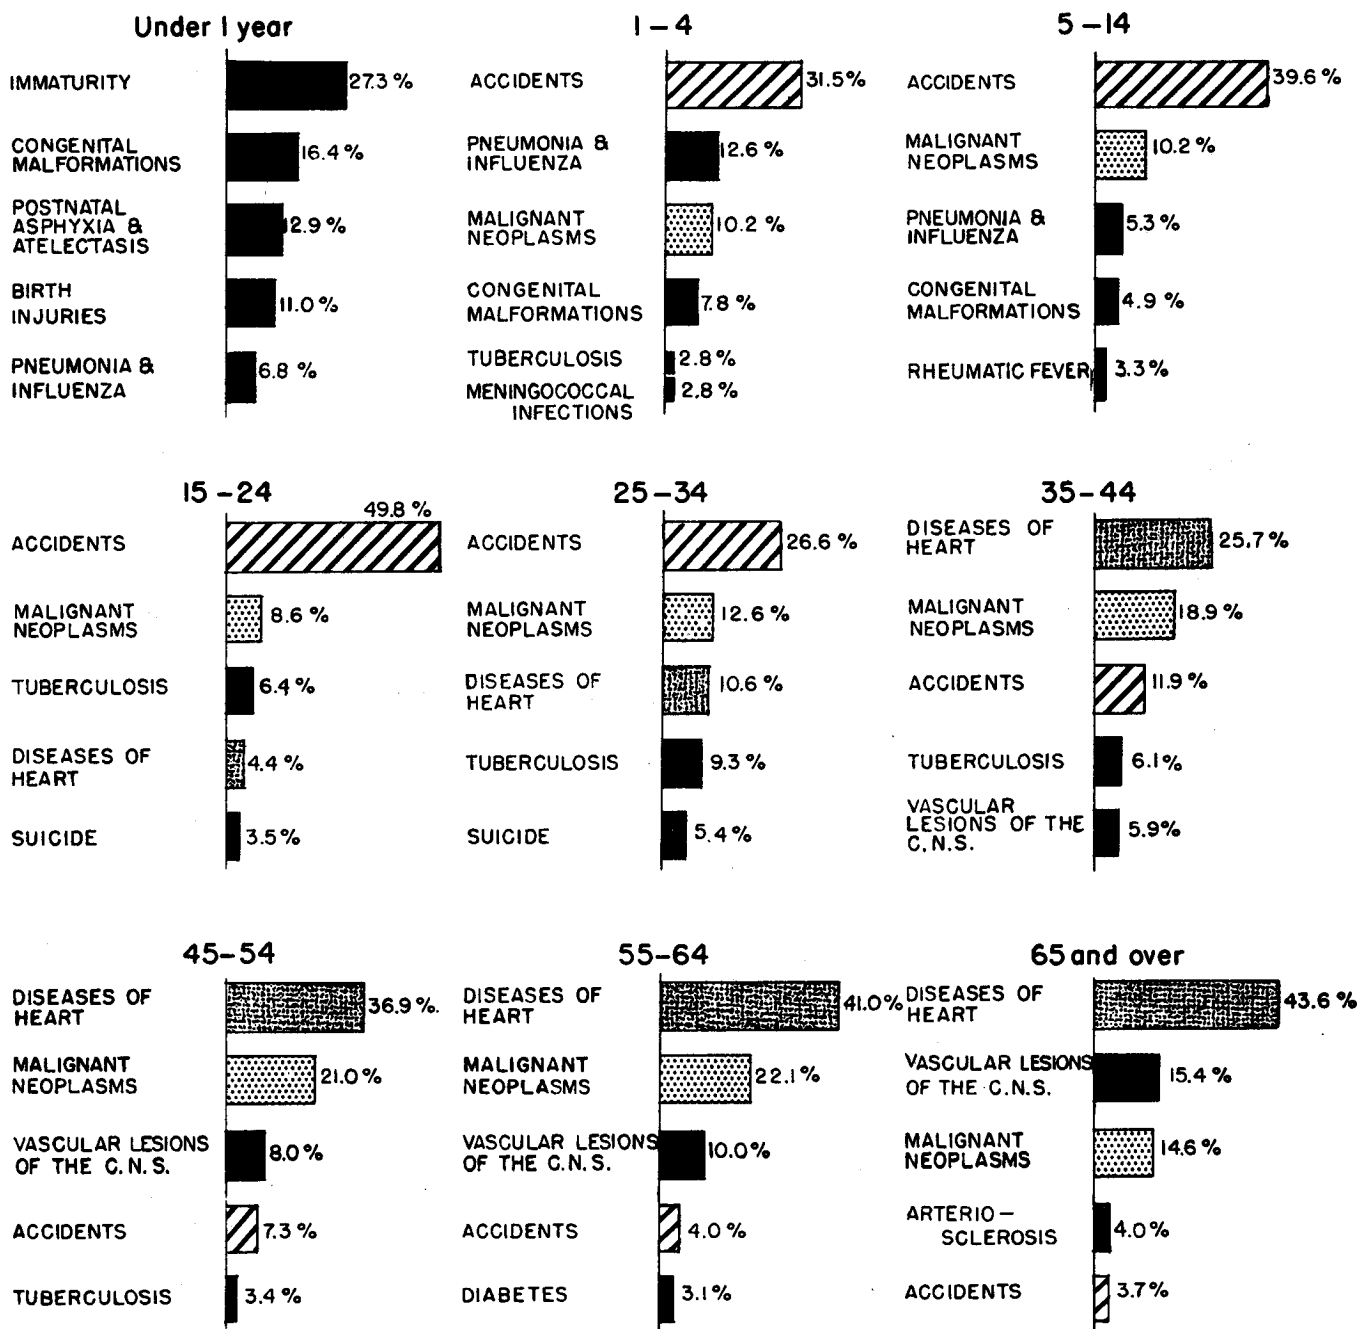 Under 1 year
IMMATURITY
27.3 %
CONGENITAL
MALFORMATIONS
16.4 %
POSTNATAL
ASPHYXIA &
ATELECTASIS
12.9 %
BIRTH
INJURIES
11.0 %
PNEUMONIA &
INFLUENZA
6.8 %
1-4
ACCIDENTS
31.5%
PNEUMONIA &
INFLUENZA
12.6 %
MALIGNANT
NEOPLASMS
10.2 %
CONGENITAL
MALFORMATIONS
7.8 %
TUBERCULOSIS
2.8%
MENINGOCOCCAL
INFECTIONS
2.8 %
5-14
ACCIDENTS
39.6 %
MALIGNANT
NEOPLASMS
10.2 %
PNEUMONIA &
INFLUENZA
5.3 %
CONGENITAL
MALFORMATIONS
4.9 %
RHEUMATIC FEVER
3.3 %
15-24
ACCIDENTS
49.8 %
MALIGNANT
NEOPLASMS
8.6 %
TUBERCULOSIS
6.4 %
DISEASES OF
HEART
4.4 %
SUICIDE
3.5%
25-34
ACCIDENTS
26.6 %
MALIGNANT
NEOPLASMS
12.6 %
DISEASES OF
HEART
10.6 %
TUBERCULOSIS
9.3 %
SUICIDE
5.4 %
35-44
DISEASES OF
HEART
25.7 %
MALIGNANT
NEOPLASMS
18.9 %
ACCIDENTS
11.9 %
TUBERCULOSIS
6.1%
VASCULAR
LESIONS OF THE
C.N.S.
5.9%
45-54
DISEASES OF
HEART
36.9 %.
MALIGNANT
NEOPLASMS
21.0 %
VASCULAR LESIONS
OF THE C.N.S.
8.0 %
ACCIDENTS
7.3 %
TUBERCULOSIS
3.4 %
55-64
DISEASES OF
HEART
41.0%
MALIGNANT
NEOPLASMS
22.1 %
VASCULAR LESIONS
OF THE C.N.S.
10.0%
ACCIDENTS
4.0 %
DIABETES
3.1 %
65 and over
DISEASES OF
HEART
43.6 %
VASCULAR LESIONS
OF THE C.N.S.
15.4 %
MALIGNANT
NEOPLASMS
14.6 %
ARTERIO-
SCLEROSIS
4.0%
ACCIDENTS
3.7%